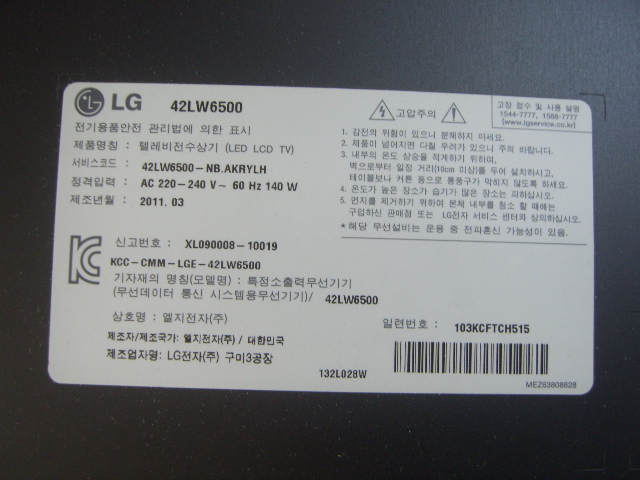 LG 42LW6500
전기용품안전 관리법에 의한 표시
제품명칭 : 텔레비전수상기 (LED LCD TV)
서비스코드 : 42LW6500-NB.AKRYLH
정격입력 : AC 220-240 V~ 60 Hz 140 W
제조년월 : 2011. 03
신고번호 : XL090008-10019
KCC-CMM-LGE-42LW6500
기자재의 명칭(모델명) : 특정소출력무선기기
(무선데이터 통신 시스템용무선기기)/ 42LW6500
상호명 : 엘지전자(주)
제조자/제조국가: 엘지전자(주) / 대한민국
제조업자명: LG전자(주) 구미3공장
132L028W
고압주의
고장 접수 및 사용 설명
1544-7777, 1588-7777
(www.lgservice.co.kr)
1. 감전의 위험이 있으니 분해하지 마세요.
2. 제품이 넘어지면 다칠 우려가 있으니 주의 바랍니다.
3. 내부의 온도 상승을 적게하기 위하여,
벽으로부터 일정 거리(10cm 이상)를 두어 주시고,
테이블보나 커튼 등으로 통풍구가 막히지 않도록 하세요.
4. 온도가 높은 장소나 습기가 많은 장소는 피하십시오.
5. 먼지를 제거하기 위하여 본체 내부를 청소 할 때에는
구입하신 판매점 또는 LG전자 서비스 센터와 상의하십시오.
*해당 무선설비는 운용 중 전파혼신 가능성이 있음.
일련번호 : 103KCFTCH515
MEZ63808628